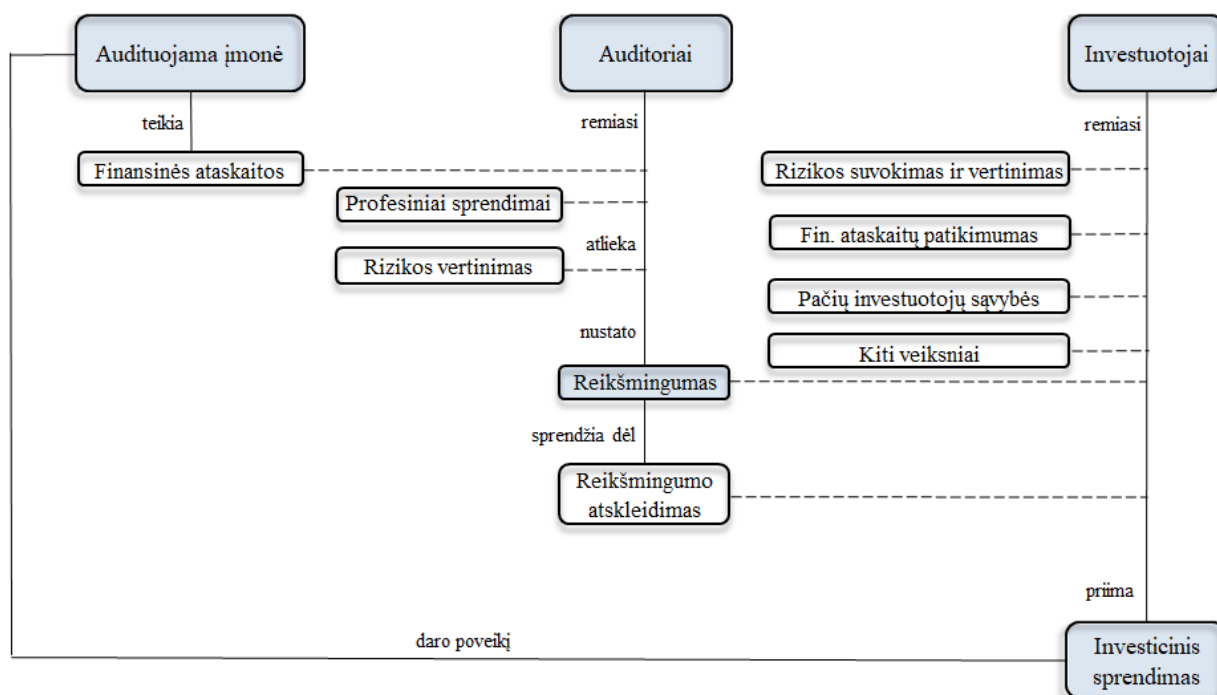 Audituojama įmonė
Auditoriai
Investuotojai
teikia
remiasi
remiasi
Finansinės ataskaitos
Rizikos suvokimas ir vertinimas
Profesiniai sprendimai
Fin. ataskaitų patikimumas
atlieka
Rizikos vertinimas
Pačių investuotojų sąvybės
nustato
Kiti veiksniai
Reikšmingumas
sprendžia dėl
Reikšmingumo
atskleidimas
priima
daro poveikį
Investicinis
sprendimas